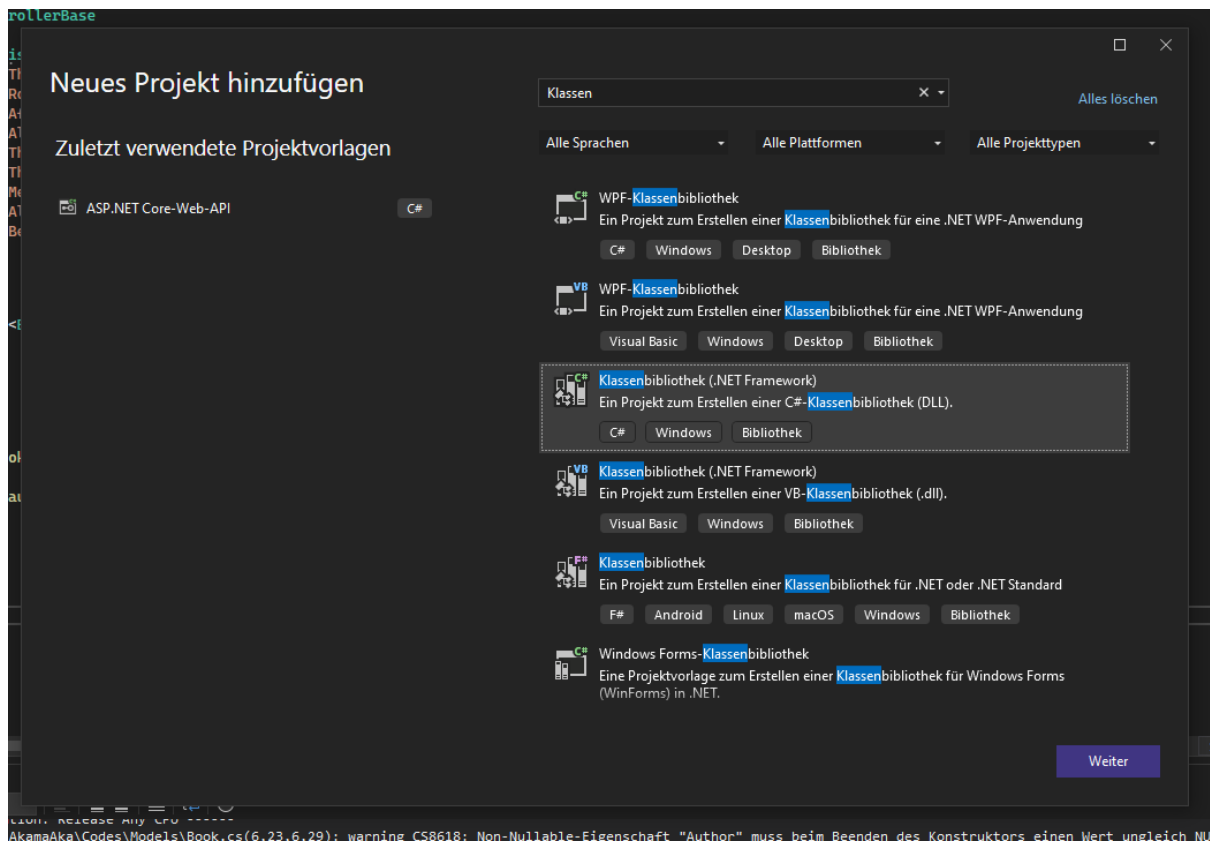 rollerBase
Neues Projekt hinzufügen
Klassen
Alles löschen
Zuletzt verwendete Projektvorlagen
Alle Sprachen
Alle Plattformen
Alle Projekttypen
ASP.NET Core-Web-API
C#
WPF-Klassenbibliothek
Ein Projekt zum Erstellen einer Klassenbibliothek für eine .NET WPF-Anwendung
C# Windows Desktop Bibliothek
WPF-Klassenbibliothek
Ein Projekt zum Erstellen einer Klassenbibliothek für eine .NET WPF-Anwendung
Visual Basic Windows Desktop Bibliothek
Klassenbibliothek (.NET Framework)
Ein Projekt zum Erstellen einer C#-Klassenbibliothek (DLL).
C# Windows Bibliothek
Klassenbibliothek (.NET Framework)
Ein Projekt zum Erstellen einer VB-Klassenbibliothek (.dll).
Visual Basic Windows Bibliothek
Klassenbibliothek
Ein Projekt zum Erstellen einer Klassenbibliothek für .NET oder .NET Standard
F# Android Linux macOS Windows Bibliothek
Windows Forms-Klassenbibliothek
Eine Projektvorlage zum Erstellen einer Klassenbibliothek für Windows Forms
(WinForms) in .NET.
Weiter
tion: Release Any CPU ------
AkamaAka\Codes\Models\Book.cs(6,23,6,29): warning CS8618: Non-Nullable-Eigenschaft "Author" muss beim Beenden des Konstruktors einen Wert ungleich NU